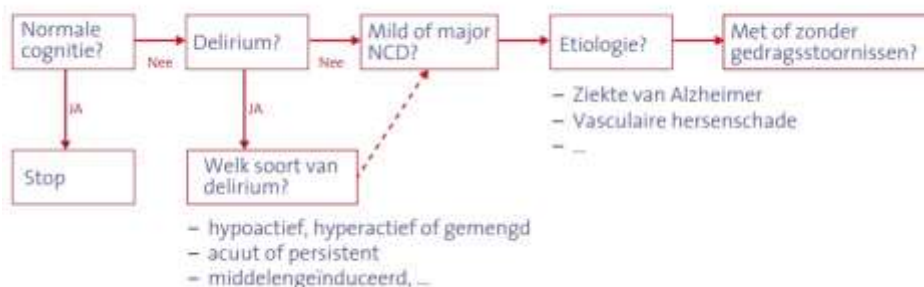 Normale
cognitie?
Nee
Delirium?
Nee
Mild of major
NCD?
Etiologie?
Met of zonder
gedragsstoornissen?
JA
JA
– Ziekte van Alzheimer
– Vasculaire hersenschade
– ...
Stop
Welk soort van
delirium?
– hypoactief, hyperactief of gemengd
– acuut of persistent
– middelengeïnduceerd, ...